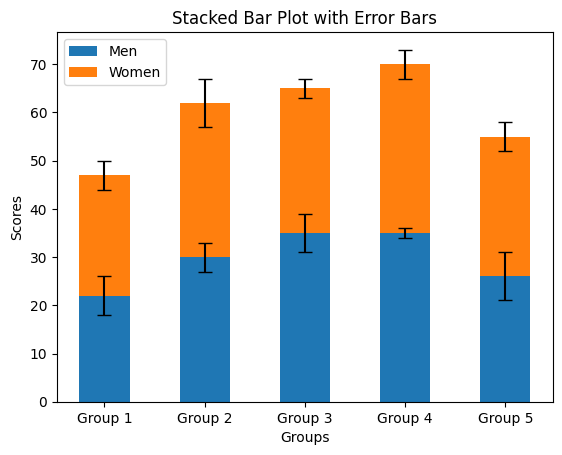 Stacked Bar Plot with Error Bars
Men
Women
70
60
50
40
30
20
10
0
Scores
Group 1 Group 2 Group 3 Group 4 Group 5
Groups